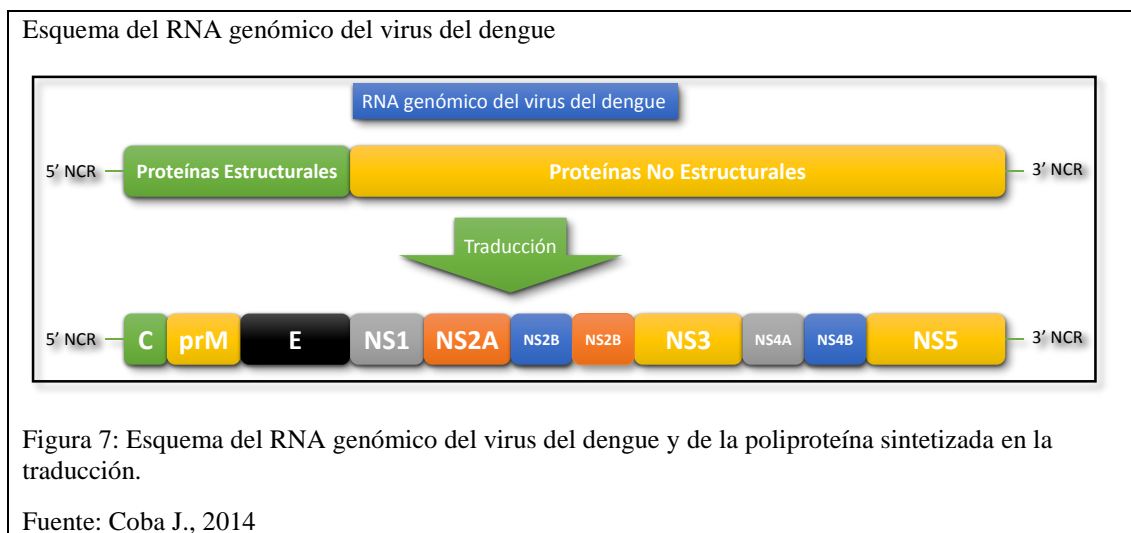 Esquema del RNA genómico del virus del dengue
RNA genómico del virus del dengue
5’ NCR Proteínas Estructurales Proteínas No Estructurales 3’ NCR
Traducción
5’ NCR C prM E NS1 NS2A NS2B NS2B NS3 NS4A NS4B NS5 3’ NCR
Figura 7: Esquema del RNA genómico del virus del dengue y de la poliproteína sintetizada en la
traducción.
Fuente: Coba J., 2014